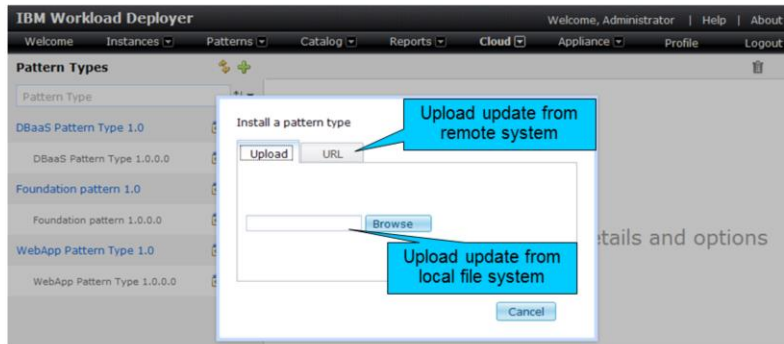 IBM Workload Deployer
Welcome, Administrator | Help | About
Welcome Instances Patterns Catalog Reports Cloud Appliance Profile Logout
Pattern Types
Pattern Type
DBaaS Pattern Type 1.0
DBaaS Pattern Type 1.0.0.0
Foundation pattern 1.0
Foundation pattern 1.0.0.0
WebApp Pattern Type 1.0
WebApp Pattern Type 1.0.0.0
Install a pattern type
Upload update from
remote system
Upload URL
Browse
Upload update from
local file system
Cancel
etails and options